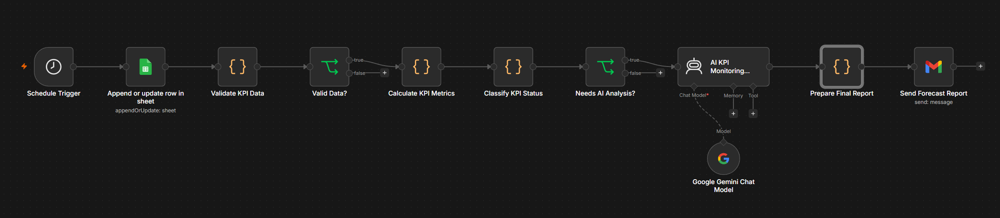 Schedule Trigger
Append or update row in
sheet
appendOrUpdate: sheet
Validate KPI Data
true
false
Valid Data?
Calculate KPI Metrics
Classify KPI Status
true
false
Needs AI Analysis?
AI KPI
Monitoring...
Chat Model*
Memory
Tool
Model
Google Gemini Chat
Model
Prepare Final Report
Send Forecast Report
send: message